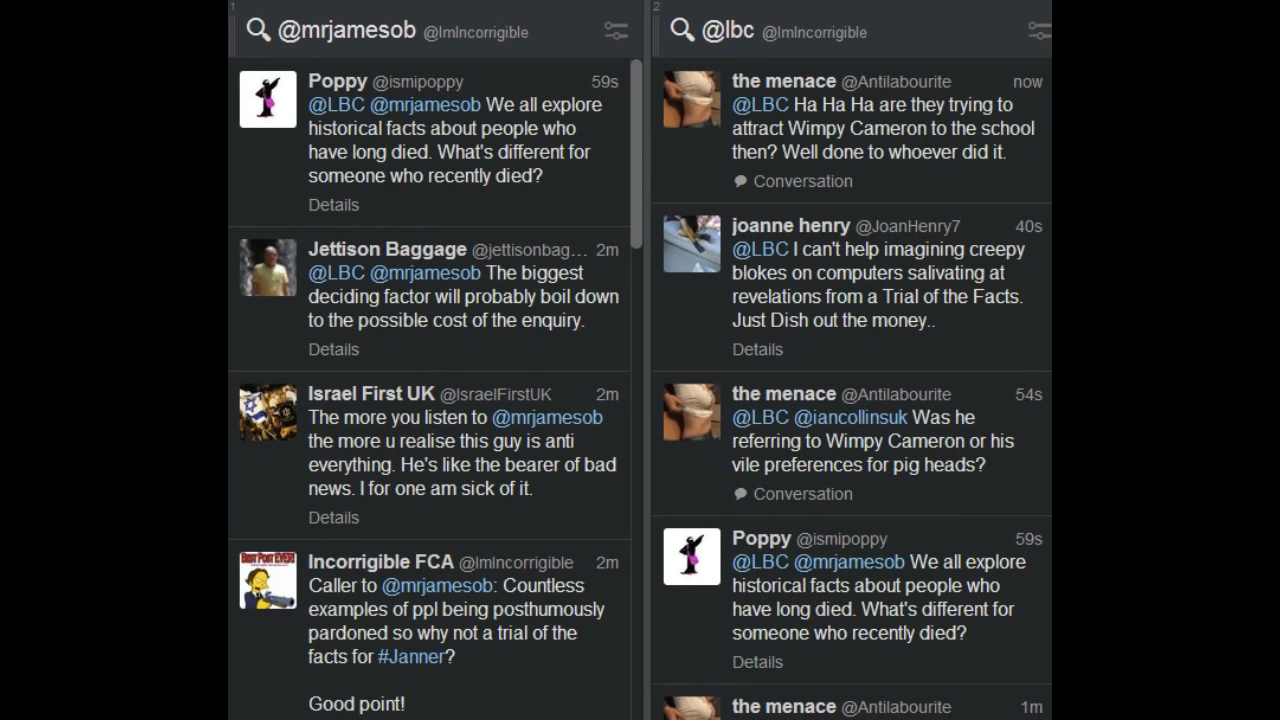 1
@mrjamesob @ImIncorrigible
Poppy @ismipoppy 59s
@LBC @mrjamesob We all explore
historical facts about people who
have long died. What's different for
someone who recently died?
Details
Jettison Baggage @jettisonbag... 2m
@LBC @mrjamesob The biggest
deciding factor will probably boil down
to the possible cost of the enquiry.
Details
Israel First UK @IsraelFirstUK 2m
The more you listen to @mrjamesob
the more u realise this guy is anti
everything. He's like the bearer of bad
news. I for one am sick of it.
Details
BEST POST EVER!
Incorrigible FCA @ImIncorrigible 2m
Caller to @mrjamesob: Countless
examples of ppl being posthumously
pardoned so why not a trial of the
facts for #Janner?
Good point!
2
@lbc @ImIncorrigible
the menace @Antilabourite now
@LBC Ha Ha Ha are they trying to
attract Wimpy Cameron to the school
then? Well done to whoever did it.
Conversation
joanne henry @JoanHenry7 40s
@LBC I can't help imagining creepy
blokes on computers salivating at
revelations from a Trial of the Facts.
Just Dish out the money..
Details
the menace @Antilabourite 54s
@LBC @iancollinsuk Was he
referring to Wimpy Cameron or his
vile preferences for pig heads?
Conversation
Poppy @ismipoppy 59s
@LBC @mrjamesob We all explore
historical facts about people who
have long died. What's different for
someone who recently died?
Details
the menace @Antilabourite 1m